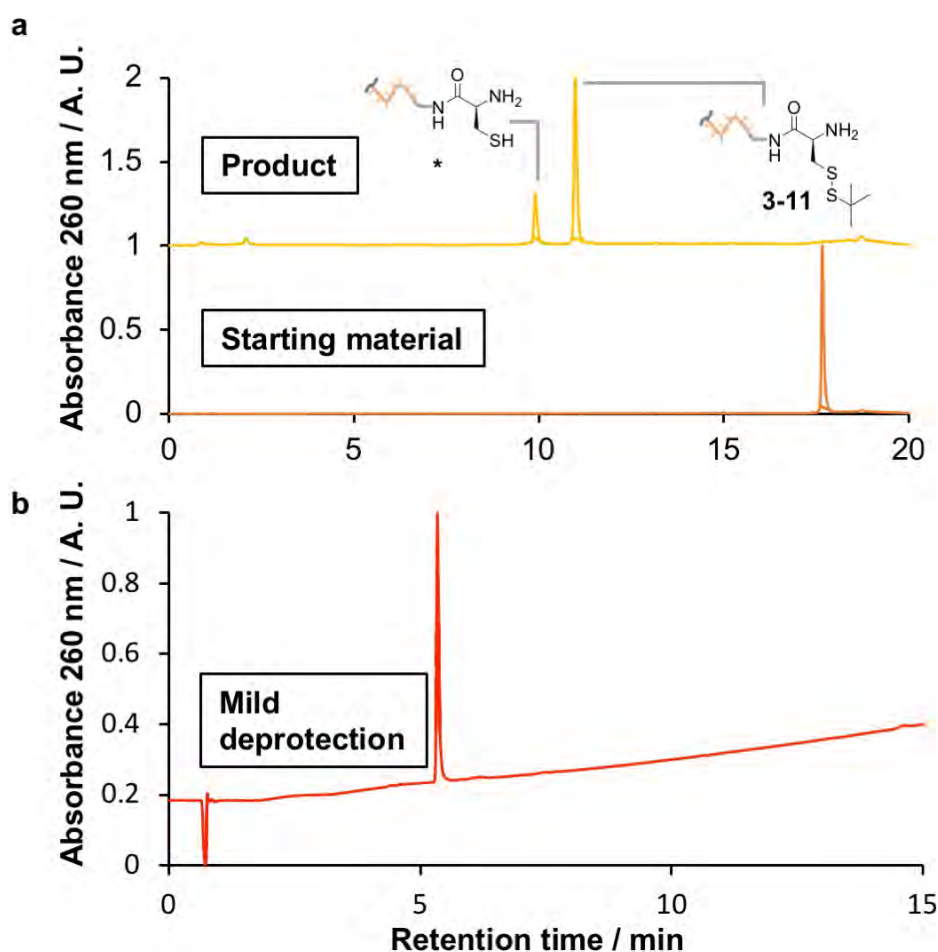 a
Absorbance 260 nm / A. U.
2
1.5
1
0.5
0
Product
O
NH2
NH
SH
*
O
NH2
N
H
S
S
3-11
Starting material
0 5 10 15 20
b
Absorbance 260 nm / A. U.
1
0.8
0.6
0.4
0.2
0
Mild
deprotection
0 5 10 15
Retention time / min